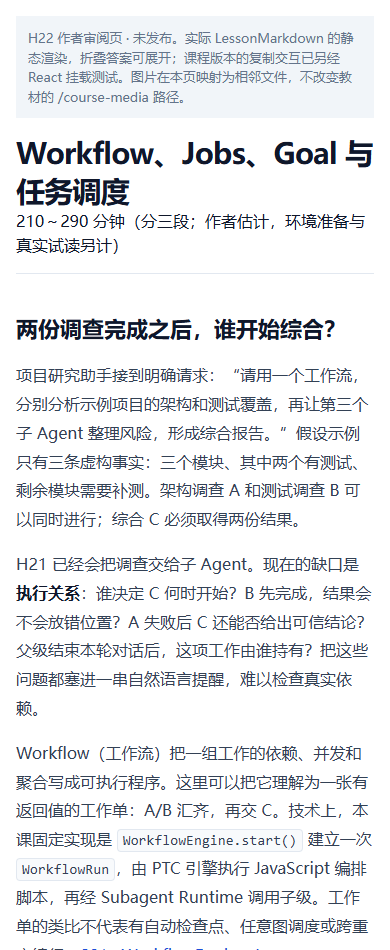 H22 作者审阅页 · 未发布。实际 LessonMarkdown 的静
态渲染，折叠答案可展开；课程版本的复制交互已另经
React 挂载测试。图片在本页映射为相邻文件，不改变教
材的 /course-media 路径。
Workflow、Jobs、Goal 与
任务调度
210～290 分钟（分三段；作者估计，环境准备与
真实试读另计）
两份调查完成之后，谁开始综合？
项目研究助手接到明确请求：“请用一个工作流，
分别分析示例项目的架构和测试覆盖，再让第三个
子 Agent 整理风险，形成综合报告。”假设示例
只有三条虚构事实：三个模块、其中两个有测试、
剩余模块需要补测。架构调查 A 和测试调查 B 可
以同时进行；综合 C 必须取得两份结果。
H21 已经会把调查交给子 Agent。现在的缺口是
执行关系：谁决定 C 何时开始？B 先完成，结果会
不会放错位置？A 失败后 C 还能否给出可信结论？
父级结束本轮对话后，这项工作由谁持有？把这些
问题都塞进一串自然语言提醒，难以检查真实依
赖。
Workflow（工作流）把一组工作的依赖、并发和
聚合写成可执行程序。这里可以把它理解为一张有
返回值的工作单：A/B 汇齐，再交 C。技术上，本
课固定实现是 WorkflowEngine.start() 建立一次
WorkflowRun，由 PTC 引擎执行 JavaScript 编排
脚本，再经 Subagent Runtime 调用子级。工作
单的类比不代表有自动检查点、任意图调度或跨重